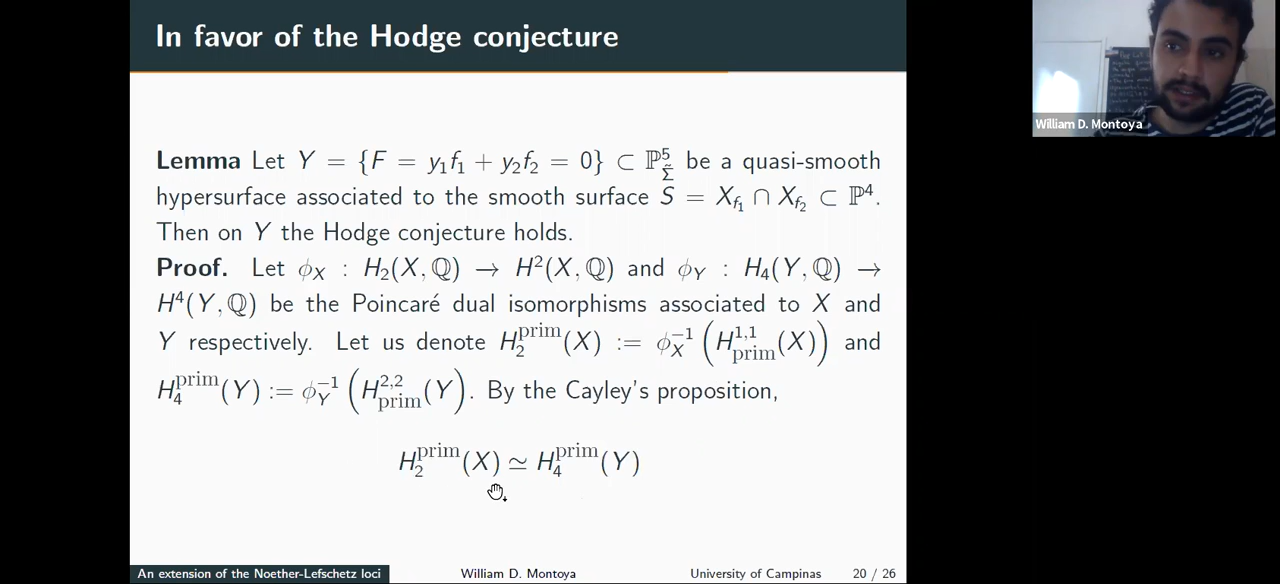 In favor of the Hodge conjecture
William D. Montoya
Lemma Let Y = {F = y₁f₁ + y₂f₂ = 0} ⊂ ℙ⁵_Σ̃ be a quasi-smooth
hypersurface associated to the smooth surface S = X_{f₁} ∩ X_{f₂} ⊂ ℙ⁴.
Then on Y the Hodge conjecture holds.
Proof. Let ϕ_X : H₂(X, ℚ) → H²(X, ℚ) and ϕ_Y : H₄(Y, ℚ) →
H⁴(Y, ℚ) be the Poincaré dual isomorphisms associated to X and
Y respectively. Let us denote H₂^{prim}(X) := ϕ_X^{-1}(H^{1,1}_{prim}(X)) and
H₄^{prim}(Y) := ϕ_Y^{-1}(H^{2,2}_{prim}(Y)). By the Cayley's proposition,
H₂^{prim}(X) ≃ H₄^{prim}(Y)
An extension of the Noether-Lefschetz loci William D. Montoya University of Campinas 20 / 26